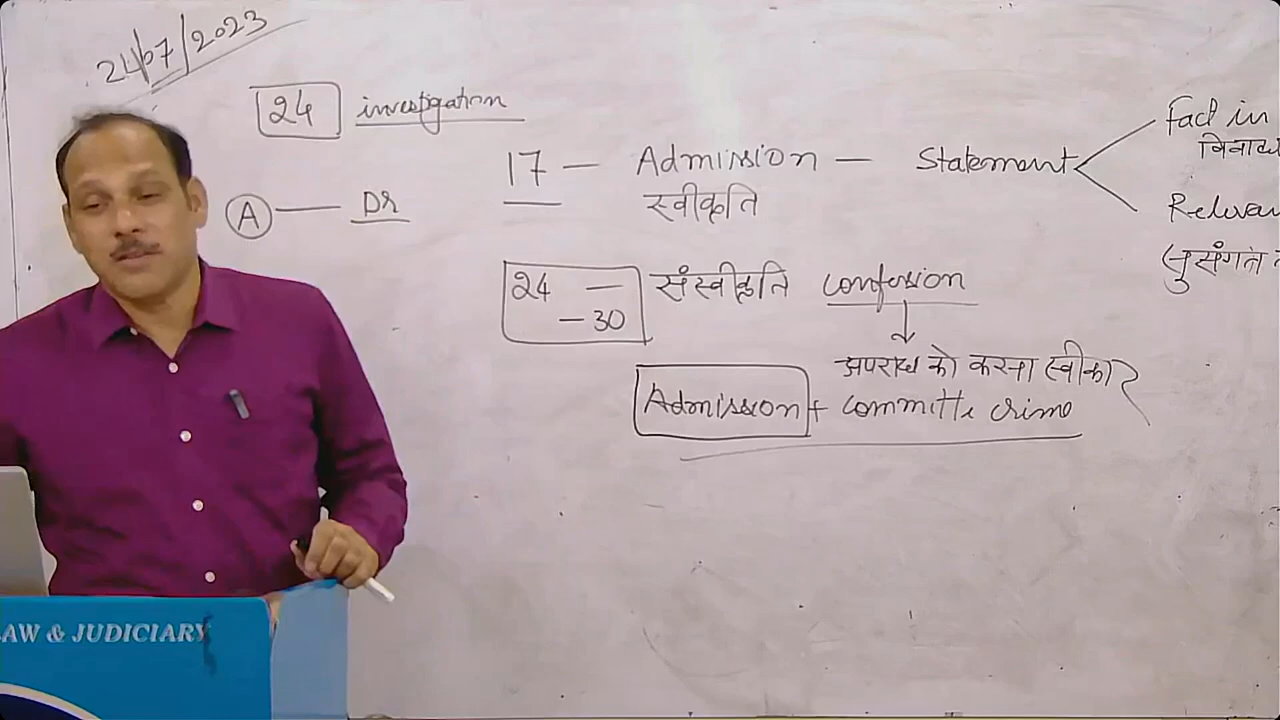 24/07/2023
24 investigation
17 — Admission — Statement
स्वीकृति
Fact in
विवाद्य
Relevan
A — Dr
24 — 30
संस्वीकृति confession
अपराध को करना स्वीकार
Admission + committe crime
LAW & JUDICIARY